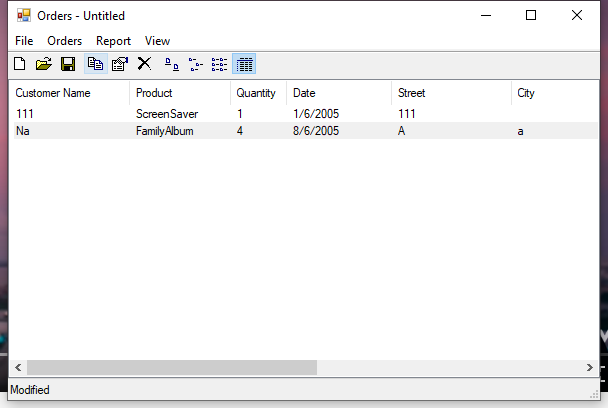 Orders - Untitled
File Orders Report View
Customer Name Product Quantity Date Street City
111 ScreenSaver 1 1/6/2005 111
Na FamilyAlbum 4 8/6/2005 A a
Modified